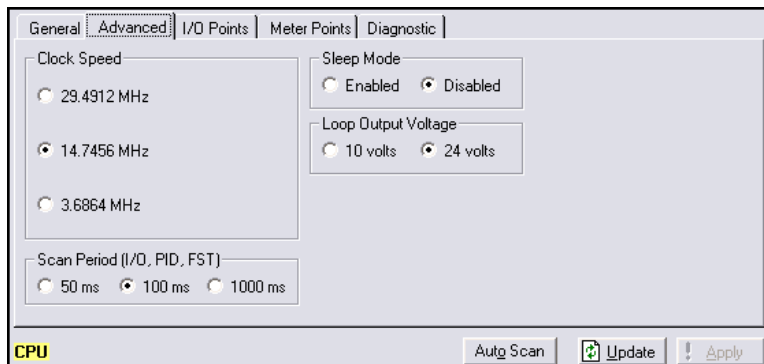 General Advanced I/O Points Meter Points Diagnostic
Clock Speed
29.4912 MHz
14.7456 MHz
3.6864 MHz
Sleep Mode
Enabled Disabled
Loop Output Voltage
10 volts 24 volts
Scan Period (I/O, PID, FST)
50 ms 100 ms 1000 ms
CPU Auto Scan Update ! Apply